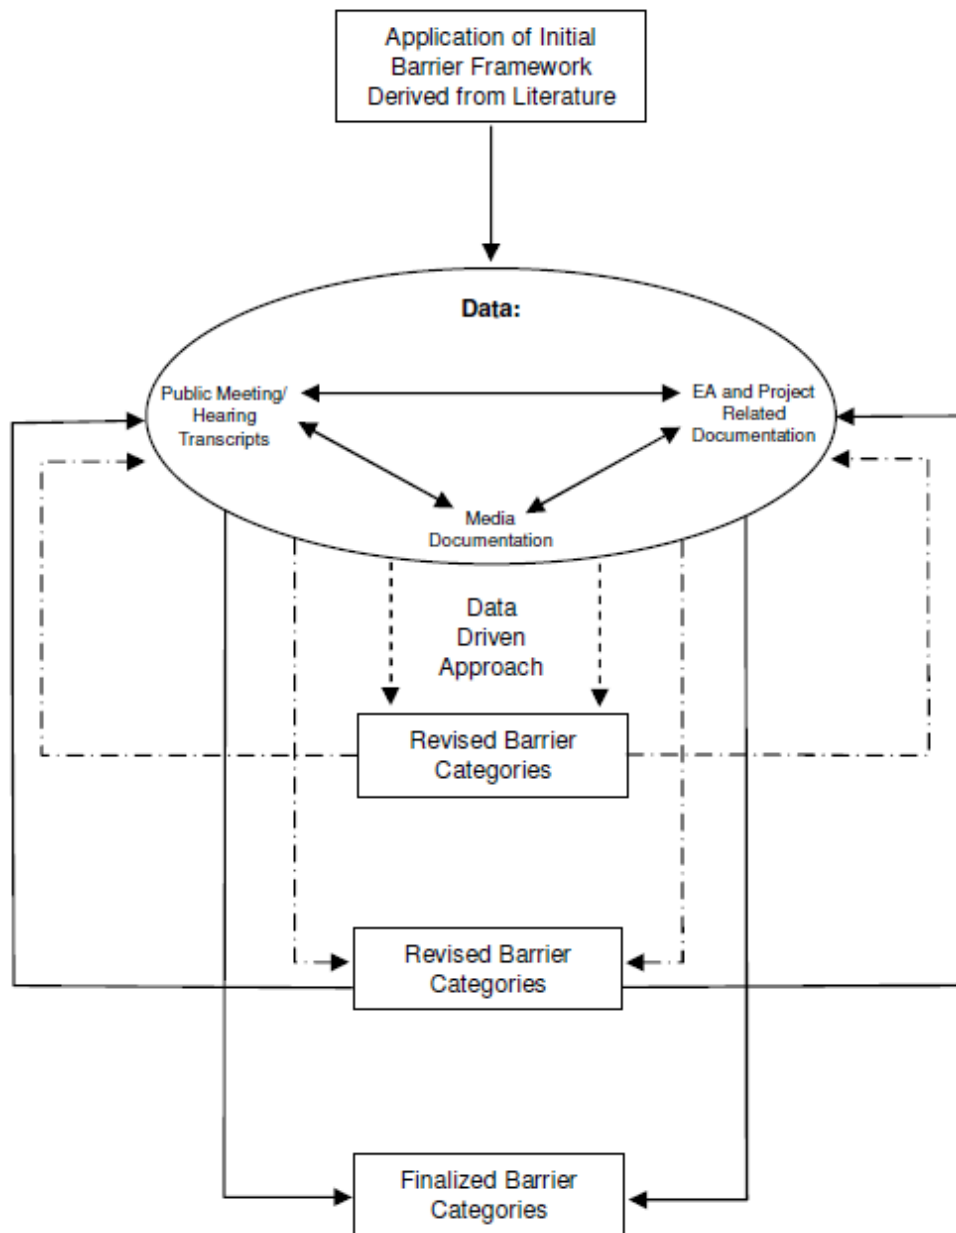 Application of Initial
Barrier Framework
Derived from Literature
Data:
Public Meeting/
Hearing
Transcripts
EA and Project
Related
Documentation
Media
Documentation
Data
Driven
Approach
Revised Barrier
Categories
Revised Barrier
Categories
Finalized Barrier
Categories